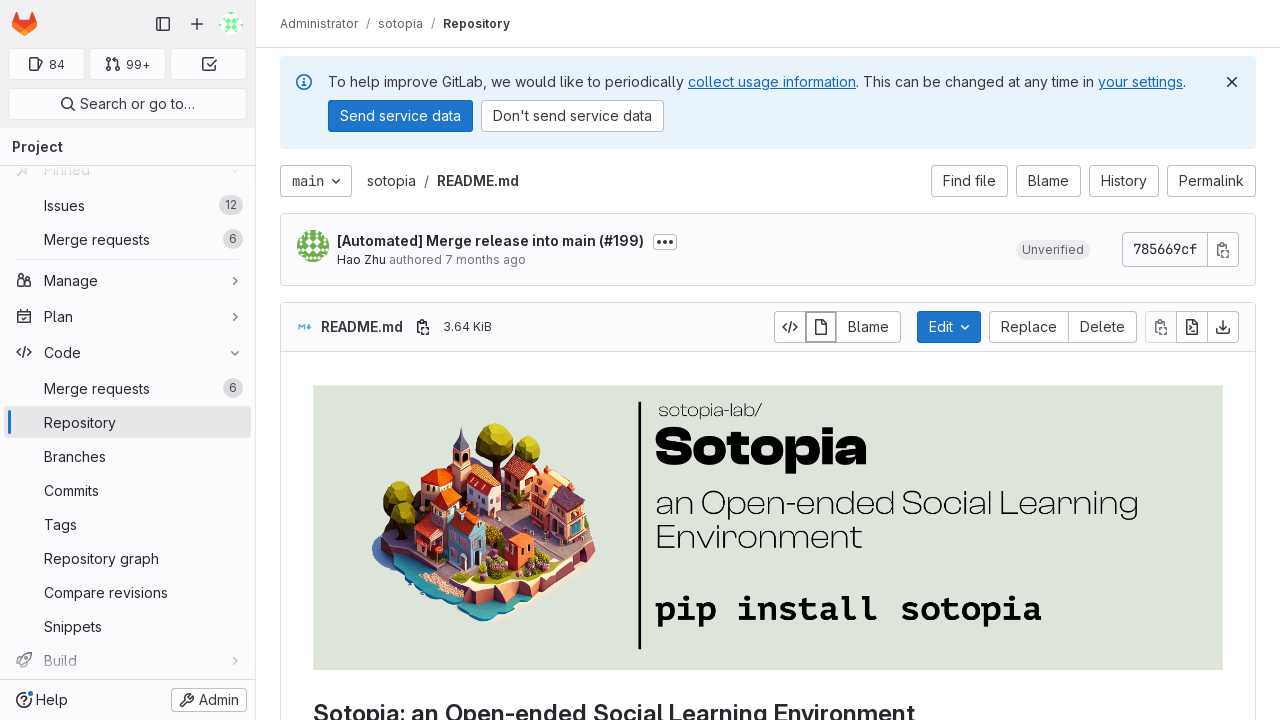 Administrator / sotopia / Repository
84
99+
Search or go to…
Project
Pinned
Issues 12
Merge requests 6
Manage
Plan
Code
Merge requests 6
Repository
Branches
Commits
Tags
Repository graph
Compare revisions
Snippets
Build
Help
Admin
To help improve GitLab, we would like to periodically collect usage information. This can be changed at any time in your settings.
Send service data Don't send service data
main sotopia / README.md Find file Blame History Permalink
[Automated] Merge release into main (#199)
Hao Zhu authored 7 months ago
Unverified 785669cf
README.md 3.64 KiB Blame Edit Replace Delete
sotopia-lab/
Sotopia
an Open-ended Social Learning
Environment
pip install sotopia
Sotopia: an Open-ended Social Learning Environment